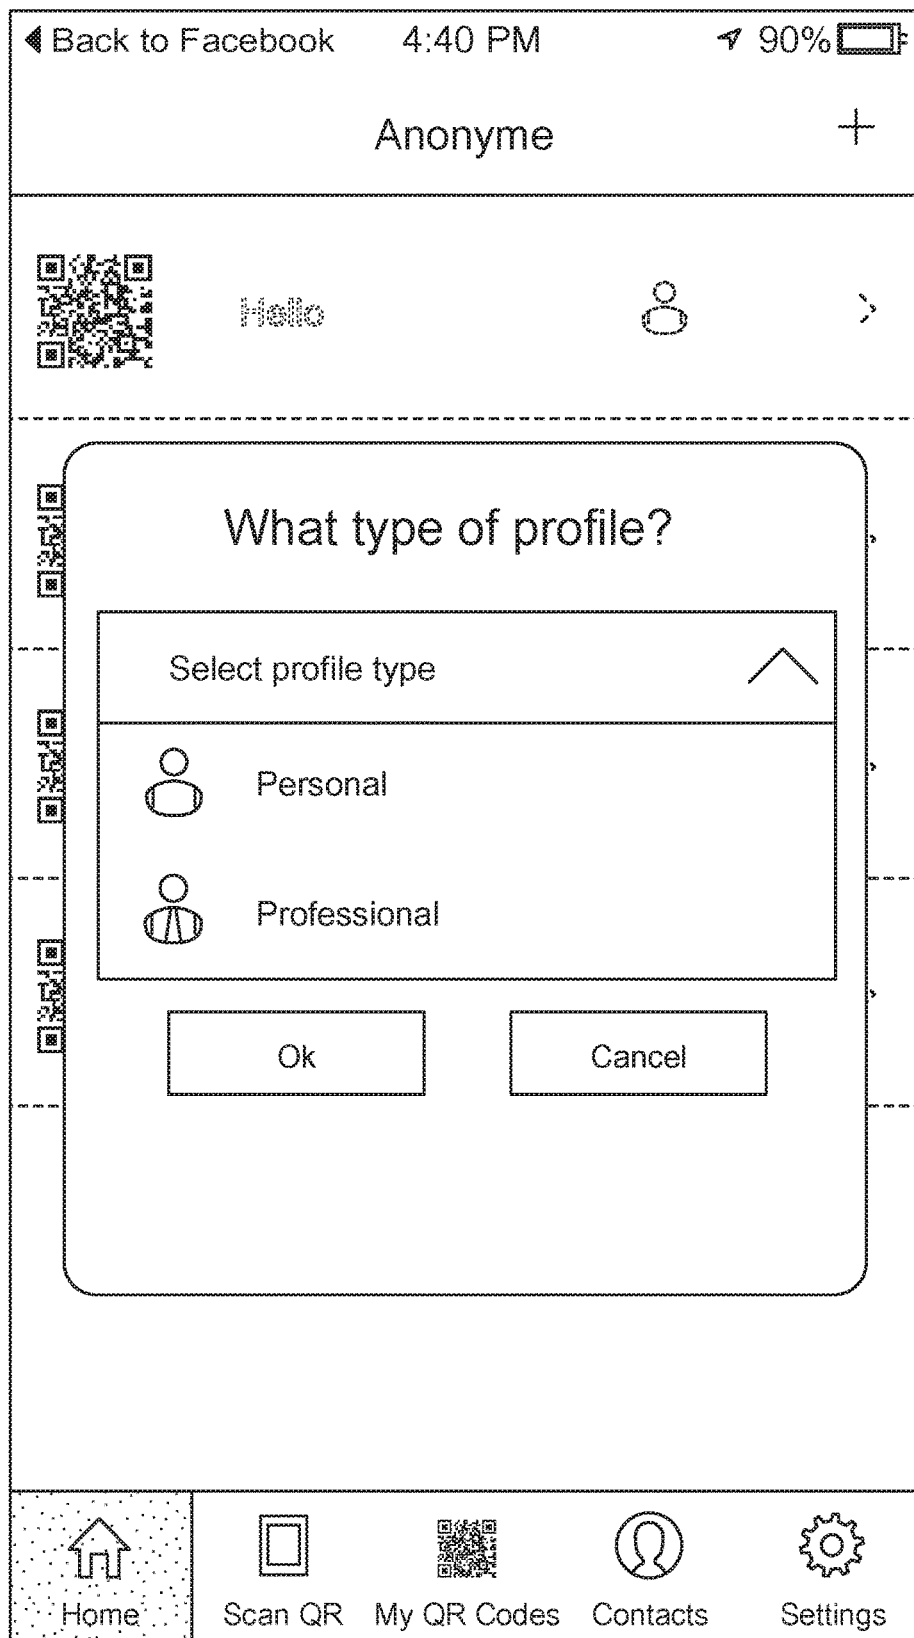 Back to Facebook 4:40 PM 90%
Anonyme +
Hello
What type of profile?
Select profile type
Personal
Professional
Ok Cancel
Home Scan QR My QR Codes Contacts Settings